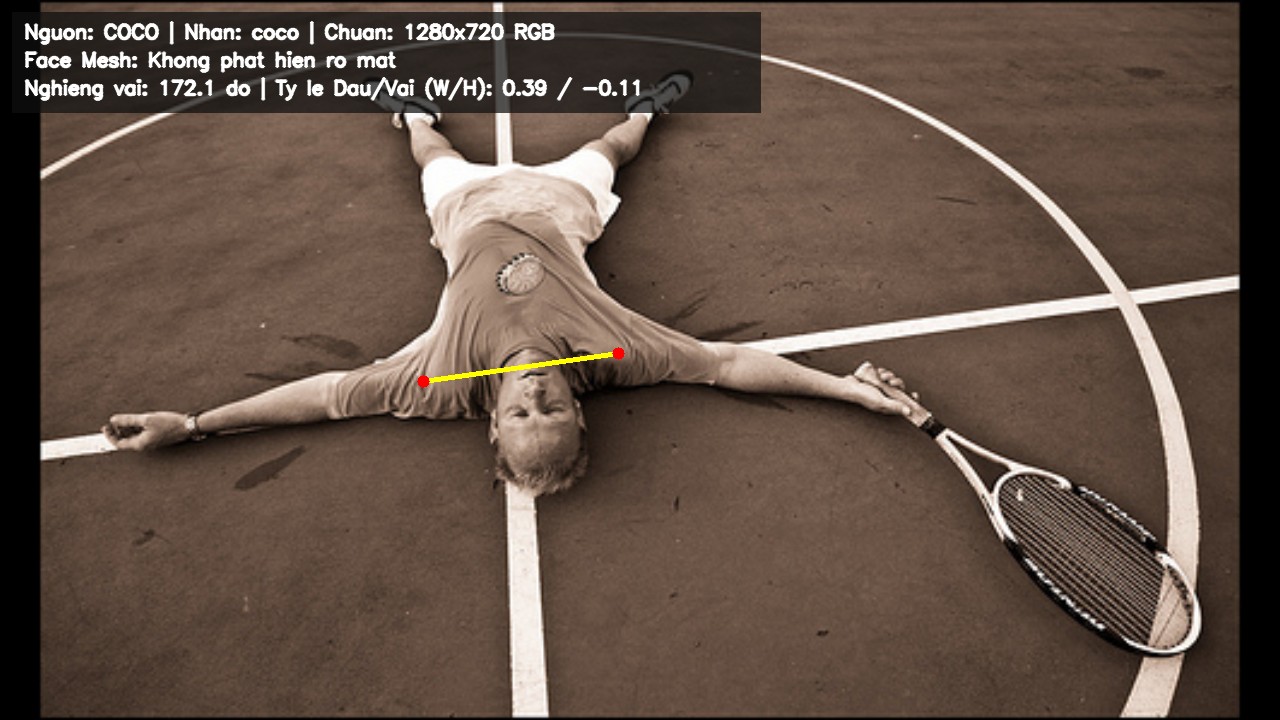 Nguon: COCO | Nhan: coco | Chuan: 1280x720 RGB
Face Mesh: Khong phat hien ro mat
Nghieng vai: 172.1 do | Ty le Dau/Vai (W/H): 0.39 / -0.11